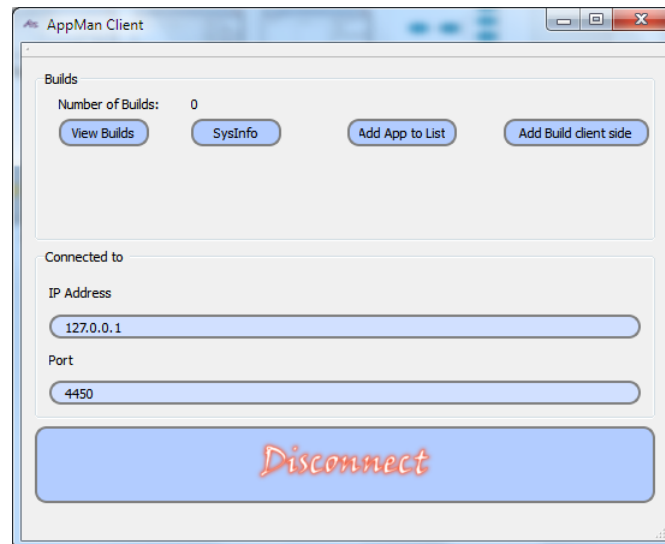 AppMan Client
Builds
Number of Builds: 0
View Builds SysInfo Add App to List Add Build client side
Connected to
IP Address
127.0.0.1
Port
4450
Disconnect